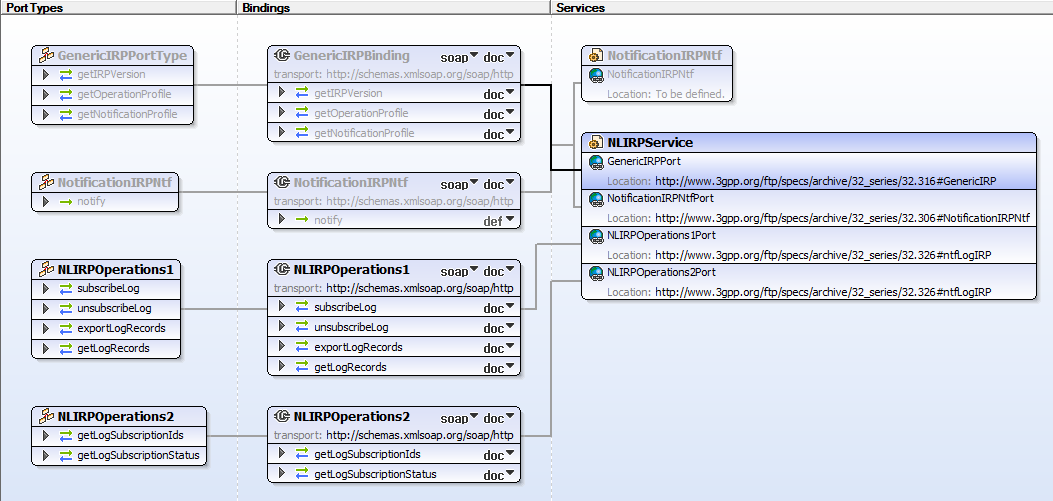 Port Types
Bindings
Services
GenericIRPPortType
getIRPVersion
getOperationProfile
getNotificationProfile
NotificationIRPNtf
notify
NLIRPOperations1
subscribeLog
unsubscribeLog
exportLogRecords
getLogRecords
NLIRPOperations2
getLogSubscriptionIds
getLogSubscriptionStatus
GenericIRPBinding soap doc
transport: http://schemas.xmlsoap.org/soap/http
getIRPVersion doc
getOperationProfile doc
getNotificationProfile doc
NotificationIRPNtf soap doc
transport: http://schemas.xmlsoap.org/soap/http
notify def
NLIRPOperations1 soap doc
transport: http://schemas.xmlsoap.org/soap/http
subscribeLog doc
unsubscribeLog doc
exportLogRecords doc
getLogRecords doc
NLIRPOperations2 soap doc
transport: http://schemas.xmlsoap.org/soap/http
getLogSubscriptionIds doc
getLogSubscriptionStatus doc
NotificationIRPNtf
NotificationIRPNtf
Location: To be defined.
NLIRPService
GenericIRPPort
Location: http://www.3gpp.org/ftp/specs/archive/32_series/32.316#GenericIRP
NotificationIRPNtfPort
Location: http://www.3gpp.org/ftp/specs/archive/32_series/32.306#NotificationIRPNtf
NLIRPOperations1Port
Location: http://www.3gpp.org/ftp/specs/archive/32_series/32.326#ntfLogIRP
NLIRPOperations2Port
Location: http://www.3gpp.org/ftp/specs/archive/32_series/32.326#ntfLogIRP